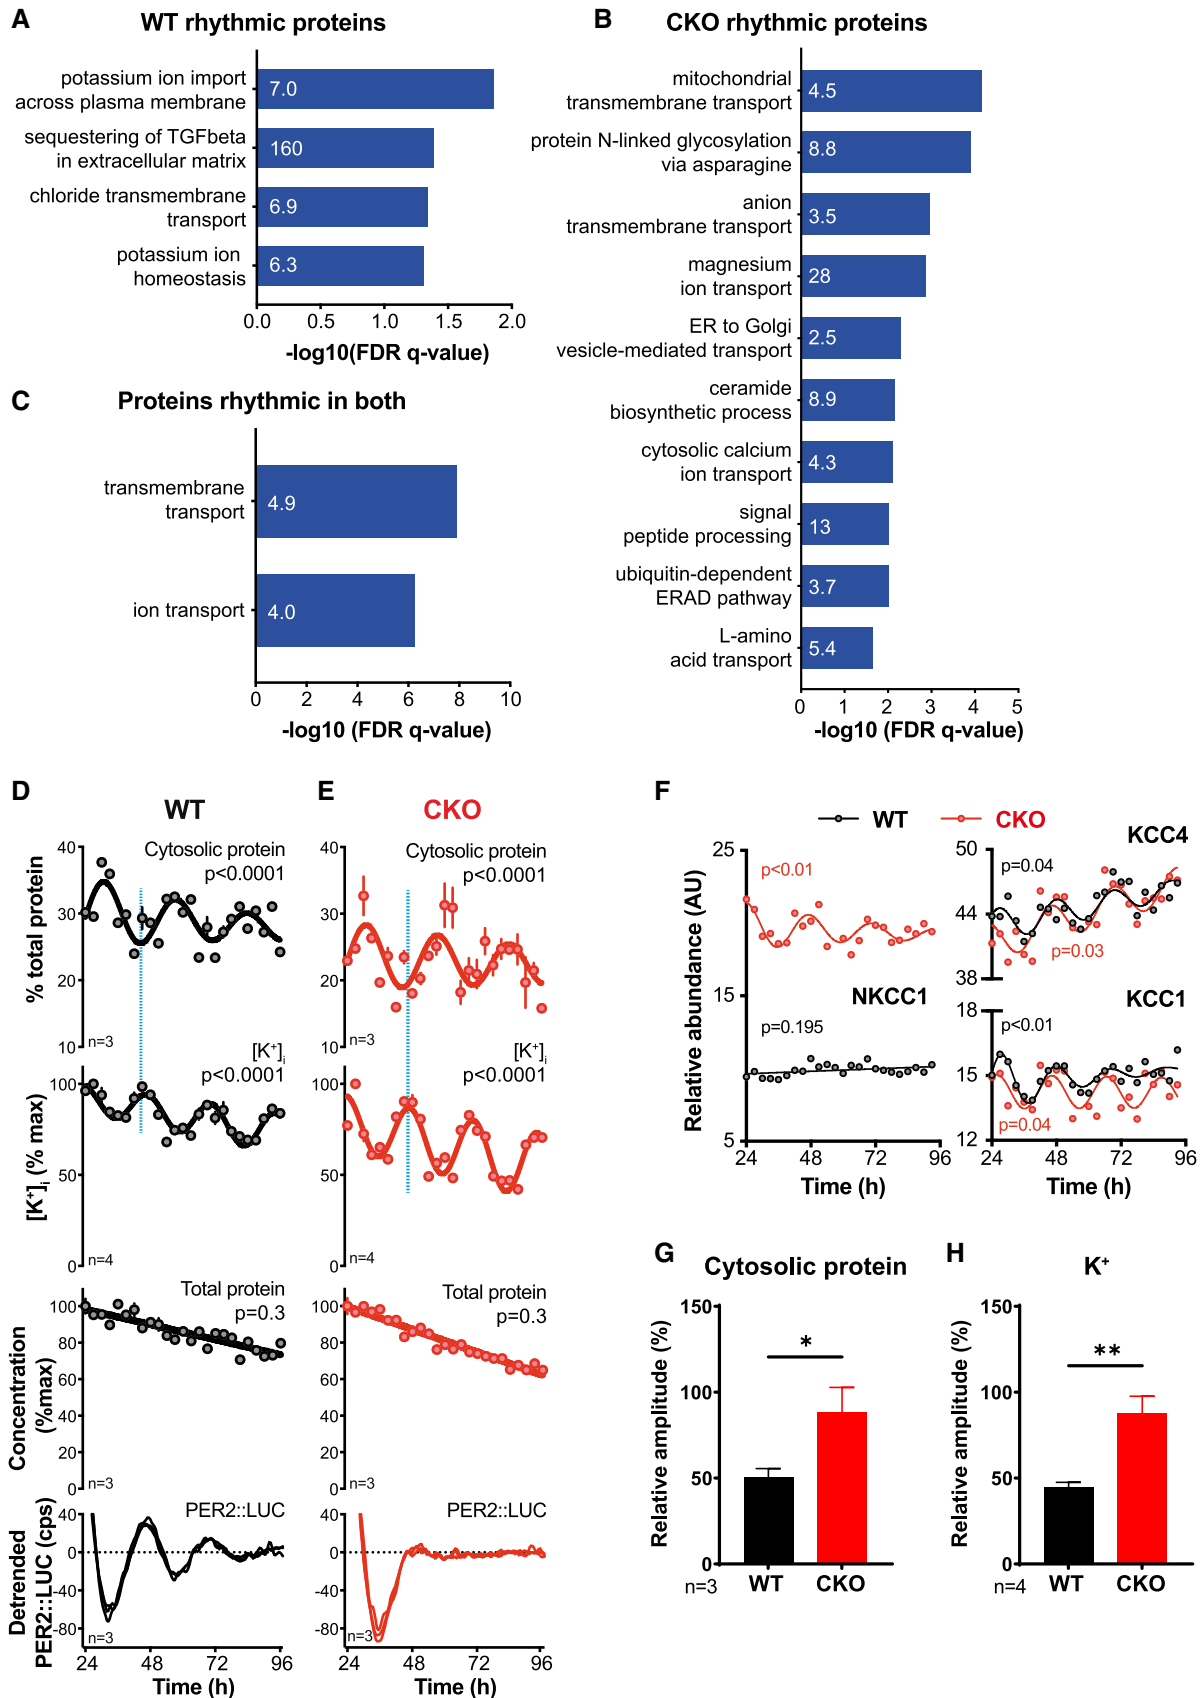 A
WT rhythmic proteins
potassium ion import
across plasma membrane
7.0
sequestering of TGFbeta
in extracellular matrix
160
chloride transmembrane
transport
6.9
potassium ion
homeostasis
6.3
0.0 0.5 1.0 1.5 2.0
-log10(FDR q-value)
B
CKO rhythmic proteins
mitochondrial
transmembrane transport
4.5
protein N-linked glycosylation
via asparagine
8.8
anion
transmembrane transport
3.5
magnesium
ion transport
28
ER to Golgi
vesicle-mediated transport
2.5
ceramide
biosynthetic process
8.9
cytosolic calcium
ion transport
4.3
signal
peptide processing
13
ubiquitin-dependent
ERAD pathway
3.7
L-amino
acid transport
5.4
0 1 2 3 4 5
-log10 (FDR q-value)
C
Proteins rhythmic in both
transmembrane
transport
4.9
ion transport
4.0
0 2 4 6 8 10
-log10 (FDR q-value)
D
WT
% total protein
40
30
20
10
Cytosolic protein
p<0.0001
n=3
[K⁺]ᵢ (% max)
100
50
0
[K⁺]ᵢ
p<0.0001
n=4
Concentration
(%max)
100
80
60
40
20
0
Total protein
p=0.3
n=3
Detrended
PER2::LUC (cps)
40
0
-40
-80
PER2::LUC
n=3
24 48 72 96
Time (h)
E
CKO
40
30
20
10
Cytosolic protein
p<0.0001
n=3
100
50
0
[K⁺]ᵢ
p<0.0001
n=4
100
80
60
40
20
0
Total protein
p=0.3
n=3
40
0
-40
-80
PER2::LUC
n=3
24 48 72 96
Time (h)
F
WT
CKO
Relative abundance (AU)
25
15
5
p<0.01
NKCC1
p=0.195
24 48 72 96
Time (h)
KCC4
50
44
38
p=0.04
p=0.03
KCC1
18
15
12
p<0.01
p=0.04
24 48 72 96
Time (h)
G
Cytosolic protein
Relative amplitude (%)
150
100
50
0
*
n=3
WT CKO
H
K⁺
Relative amplitude (%)
150
100
50
0
**
n=4
WT CKO